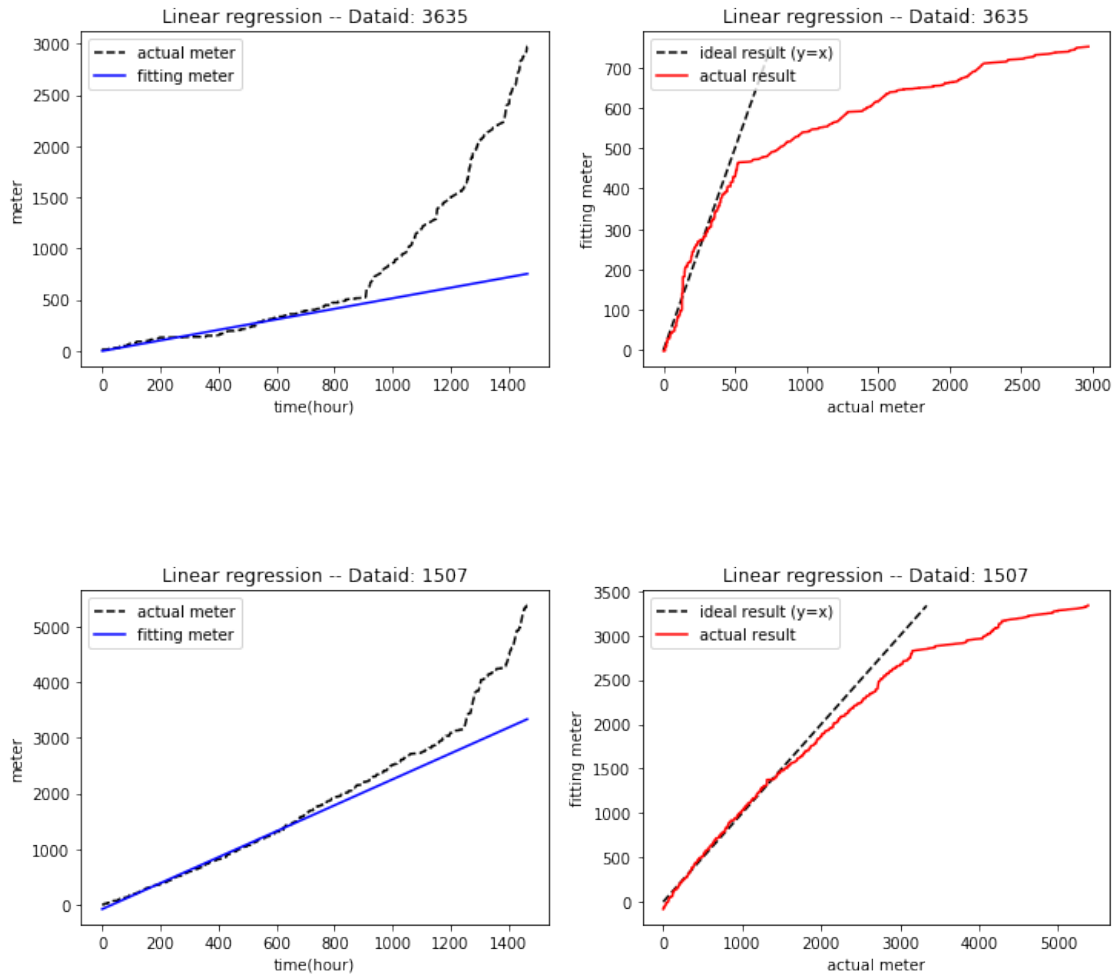 Linear regression -- Dataid: 3635
actual meter
fitting meter
3000
2500
2000
1500
1000
500
0
meter
0 200 400 600 800 1000 1200 1400
time(hour)
Linear regression -- Dataid: 3635
ideal result (y=x)
actual result
700
600
500
400
300
200
100
0
fitting meter
0 500 1000 1500 2000 2500 3000
actual meter
Linear regression -- Dataid: 1507
actual meter
fitting meter
5000
4000
3000
2000
1000
0
meter
0 200 400 600 800 1000 1200 1400
time(hour)
Linear regression -- Dataid: 1507
ideal result (y=x)
actual result
3500
3000
2500
2000
1500
1000
500
0
fitting meter
0 1000 2000 3000 4000 5000
actual meter